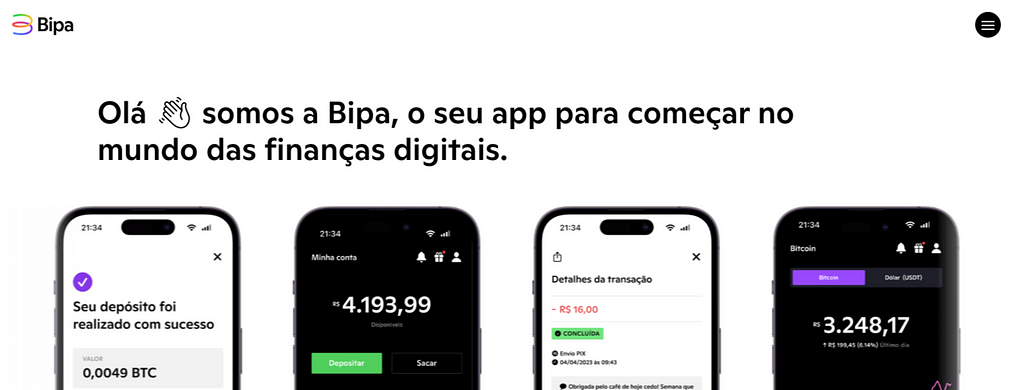 Bipa
Olá 👋 somos a Bipa, o seu app para começar no
mundo das finanças digitais.
21:34
Seu depósito foi
realizado com sucesso
VALOR
0,0049 BTC
21:34
Minha conta
R$ 4.193,99
Disponíveis
Depositar
Sacar
21:34
Detalhes da transação
- R$ 16,00
CONCLUÍDA
Envio PIX
04/04/2023 às 09:43
Obrigada pelo café de hoje cedo! Semana que
21:34
Bitcoin
Bitcoin
Dólar (USDT)
R$ 3.248,17
↑ R$ 199,45 (6.14%) Último dia